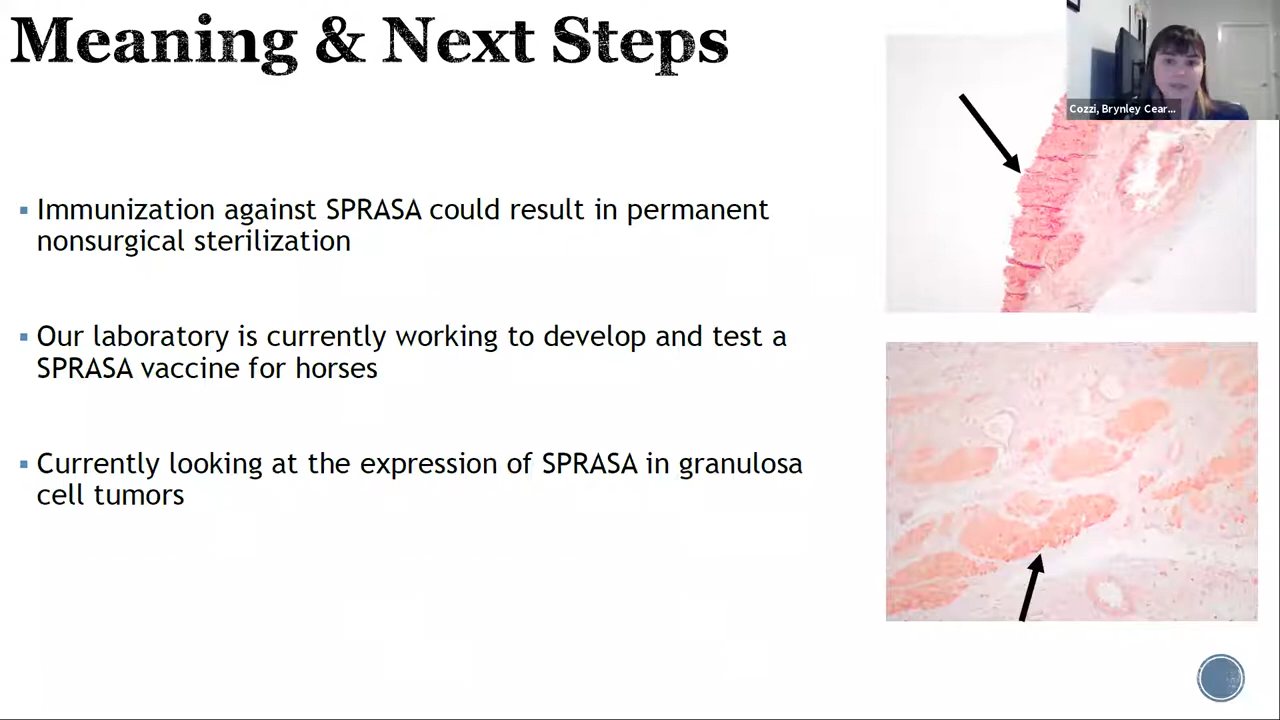 Meaning & Next Steps
Cozzi, Brynley Cear...
▪ Immunization against SPRASA could result in permanent
nonsurgical sterilization
▪ Our laboratory is currently working to develop and test a
SPRASA vaccine for horses
▪ Currently looking at the expression of SPRASA in granulosa
cell tumors